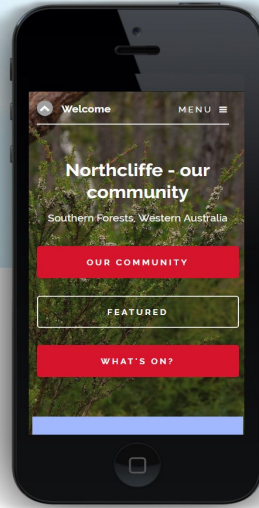 Welcome
MENU
Northcliffe - our
community
Southern Forests, Western Australia
OUR COMMUNITY
FEATURED
WHAT'S ON?